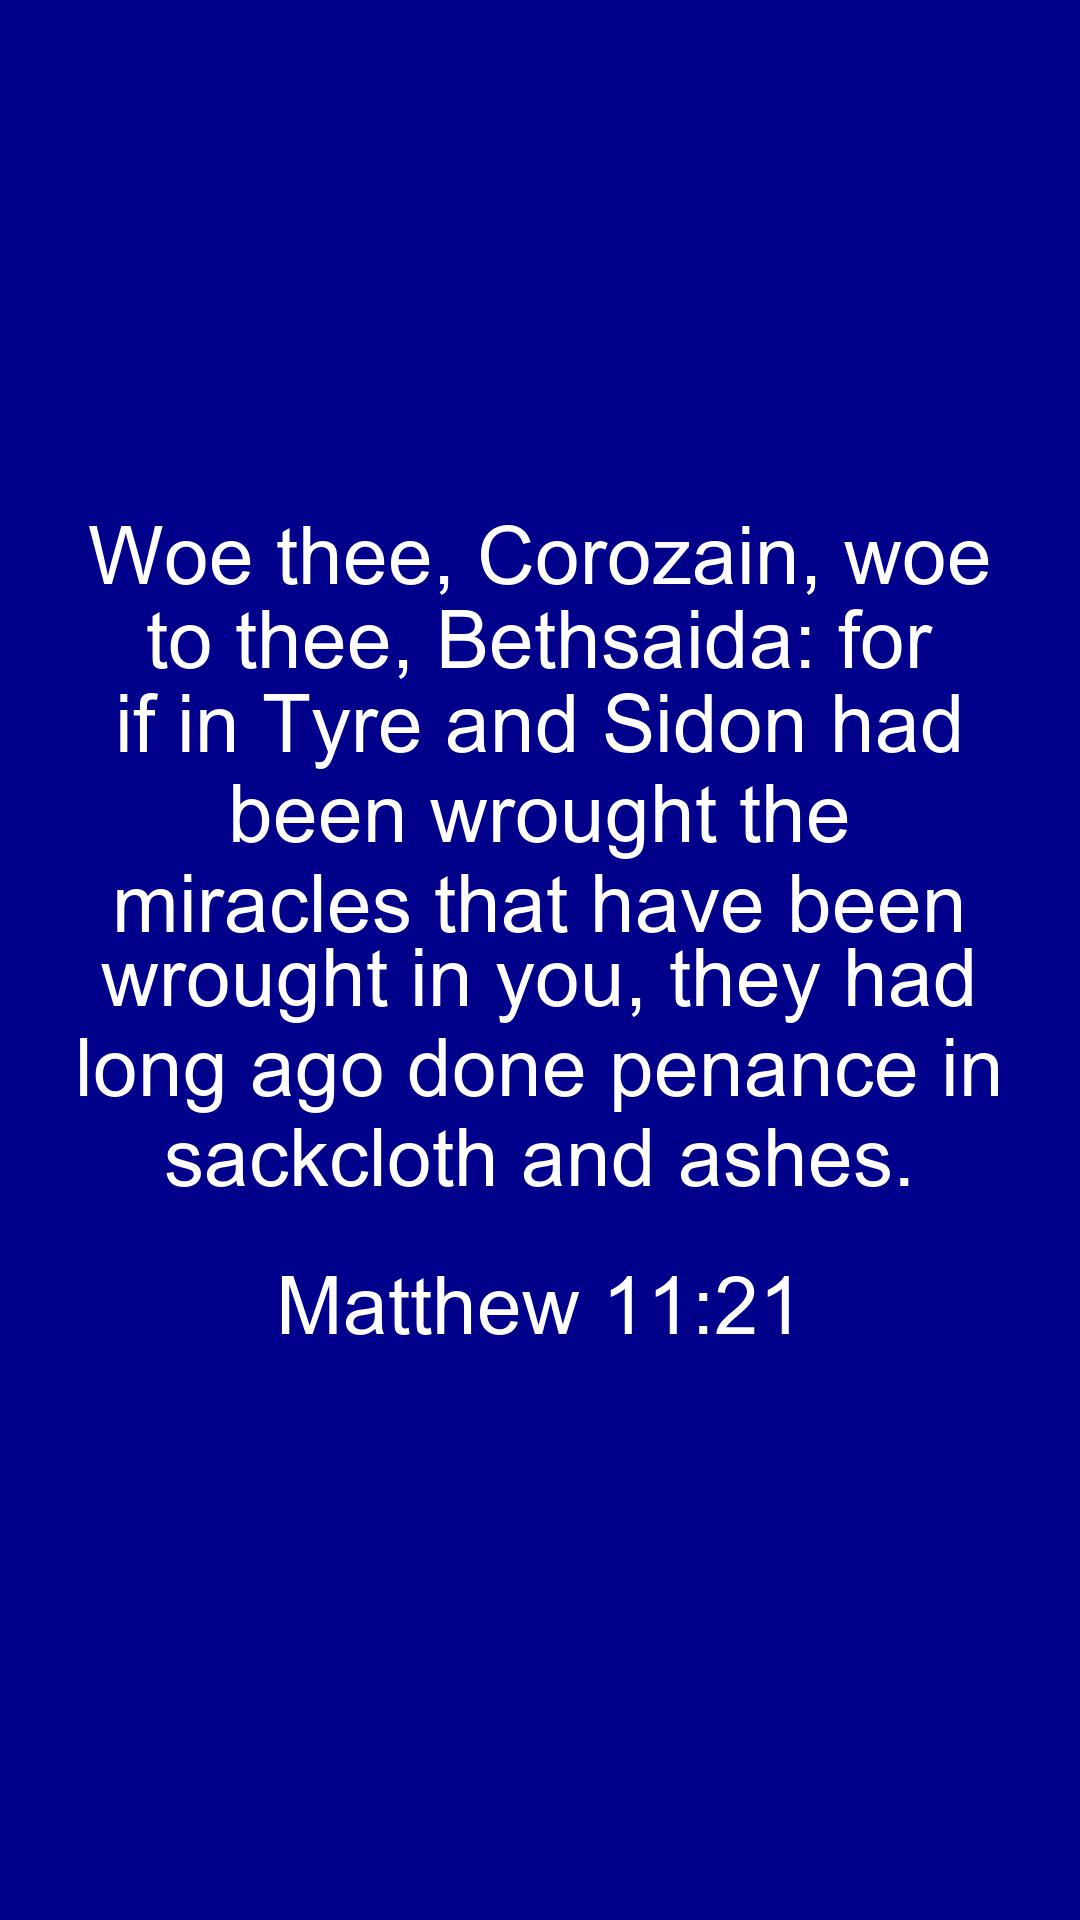 Woe thee, Corozain, woe
to thee, Bethsaida: for
if in Tyre and Sidon had
been wrought the
miracles that have been
wrought in you, they had
long ago done penance in
sackcloth and ashes.
Matthew 11:21